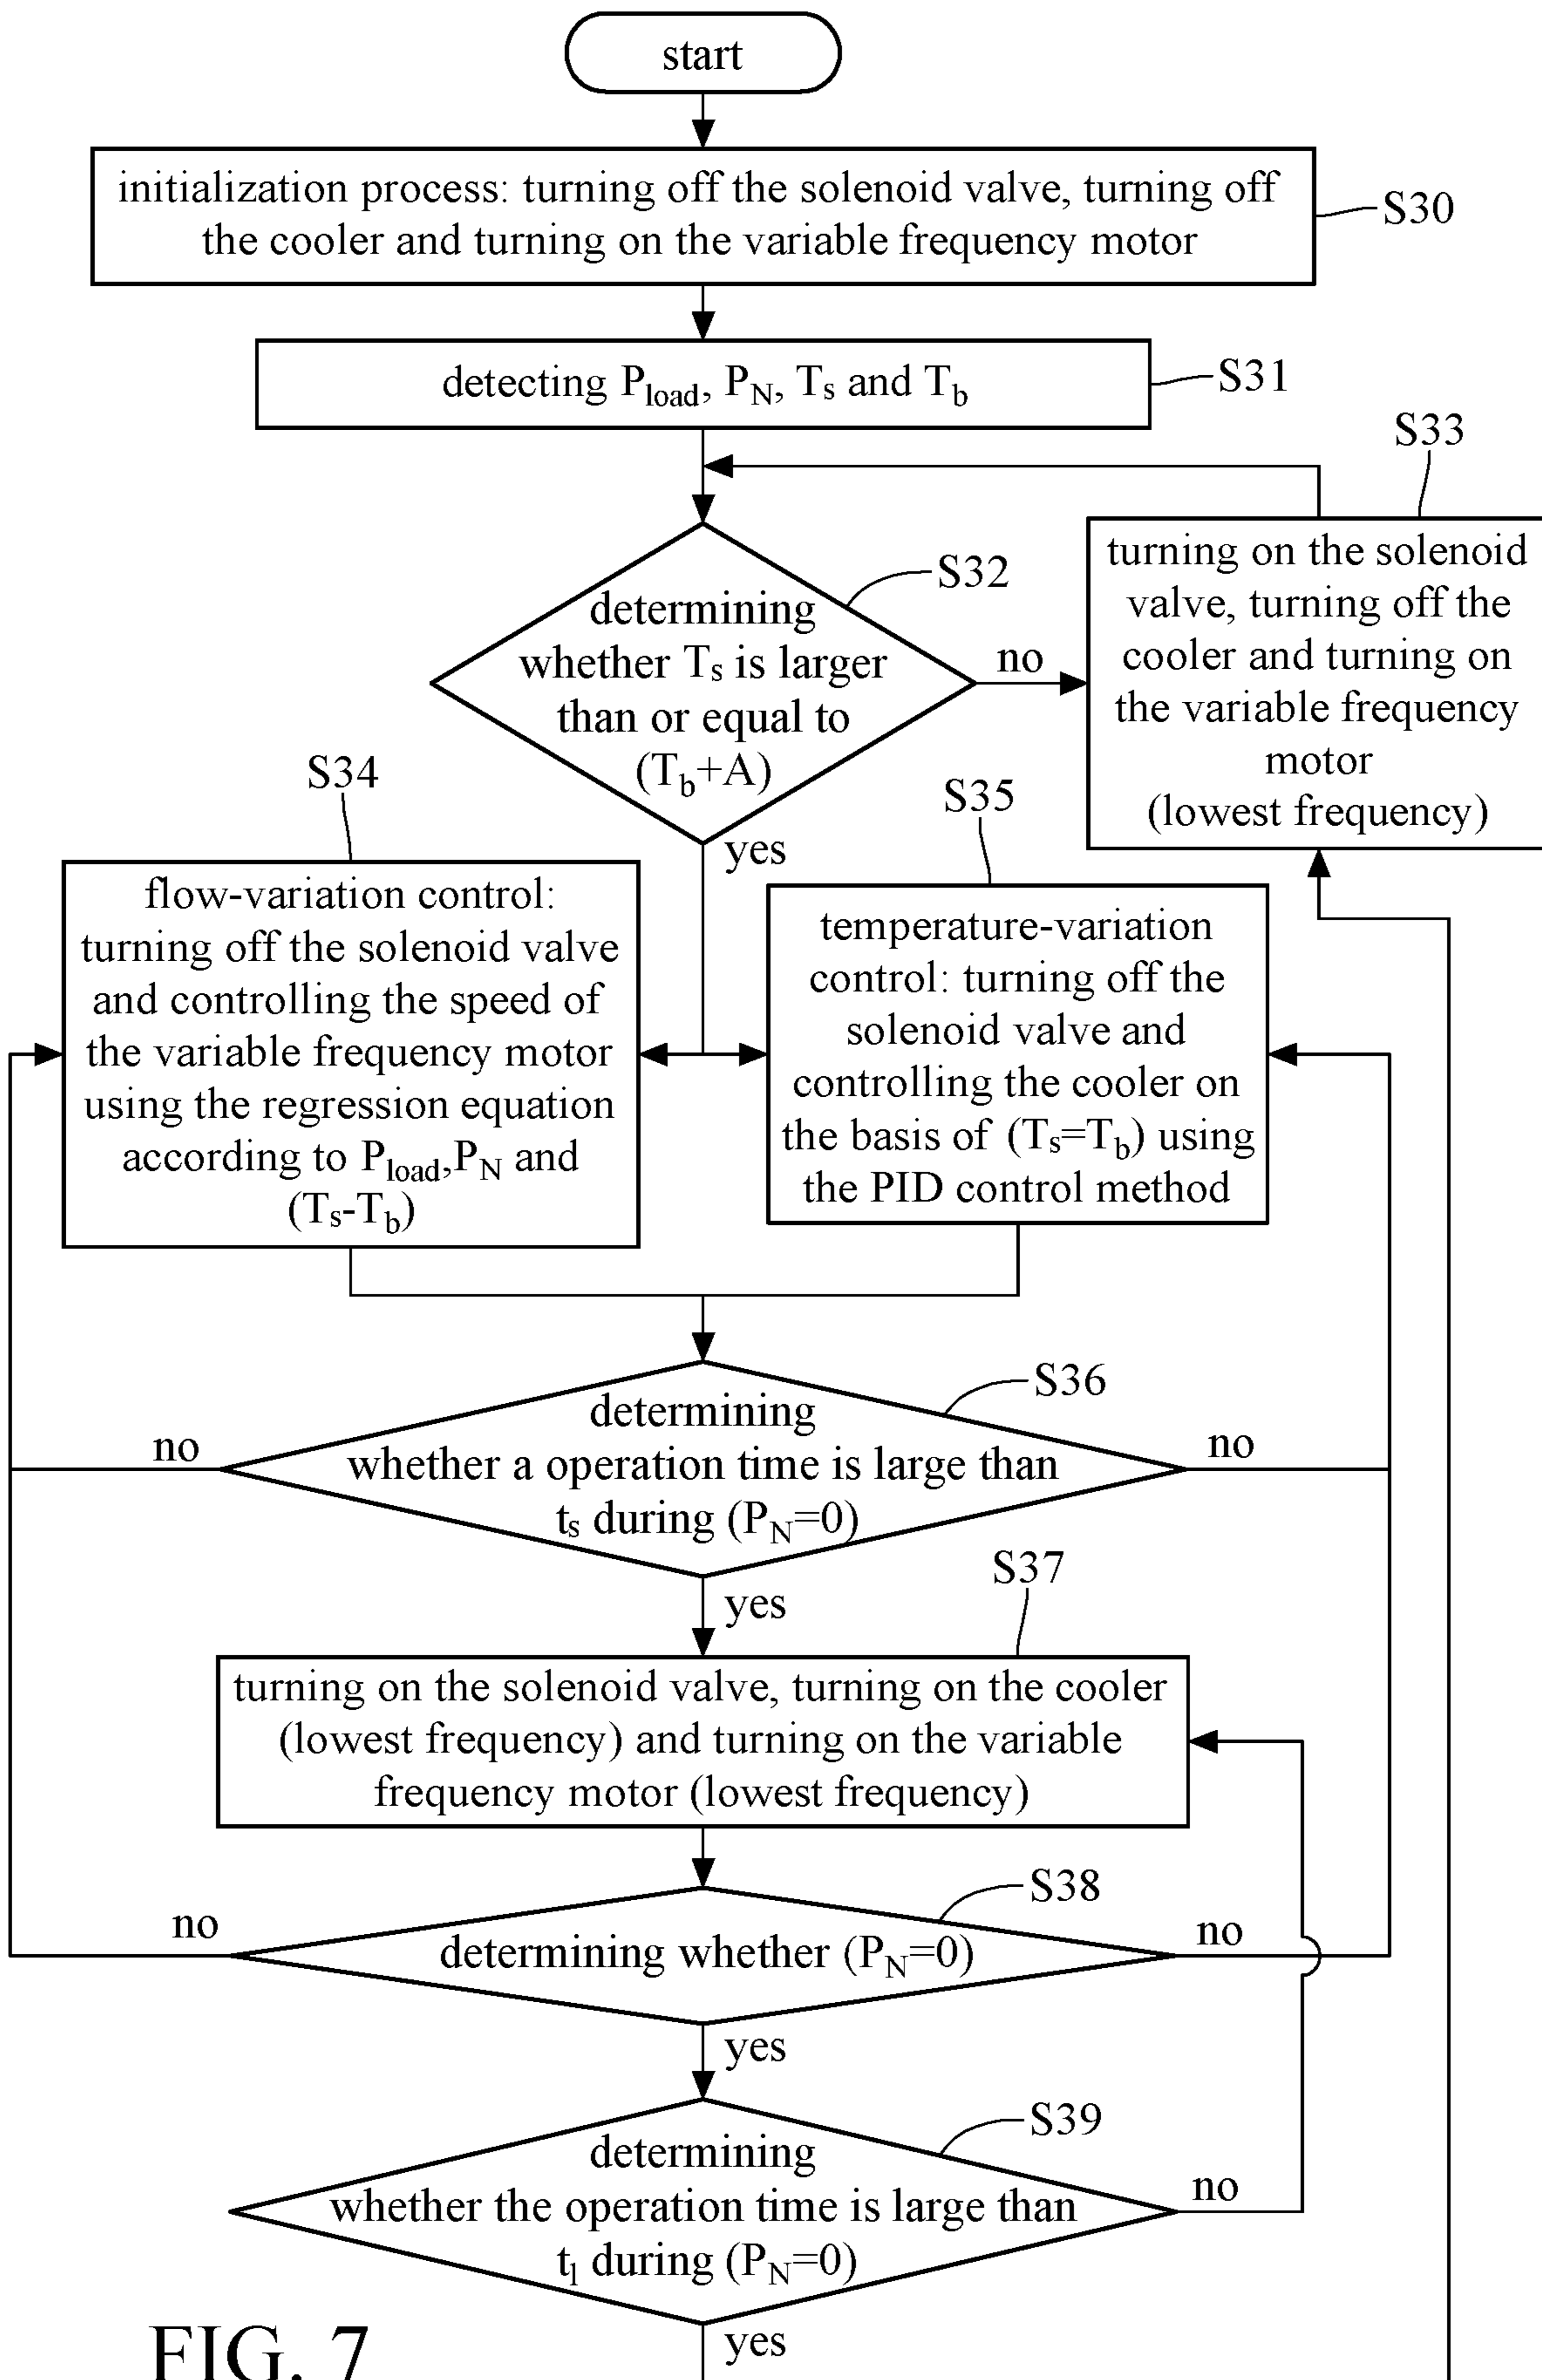 start
initialization process: turning off the solenoid valve, turning off
the cooler and turning on the variable frequency motor
S30
detecting Pload, PN, Ts and Tb
S31
S33
turning on the solenoid
valve, turning off the
cooler and turning on
the variable frequency
motor
(lowest frequency)
S32
determining
whether Ts is larger
than or equal to
(Tb+A)
no
yes
S34
flow-variation control:
turning off the solenoid valve
and controlling the speed of
the variable frequency motor
using the regression equation
according to Pload,PN and
(Ts-Tb)
S35
temperature-variation
control: turning off the
solenoid valve and
controlling the cooler on
the basis of (Ts=Tb) using
the PID control method
S36
determining
whether a operation time is large than
ts during (PN=0)
no
no
yes
S37
turning on the solenoid valve, turning on the cooler
(lowest frequency) and turning on the variable
frequency motor (lowest frequency)
S38
determining whether (PN=0)
no
no
yes
S39
determining
whether the operation time is large than
tl during (PN=0)
no
yes
FIG. 7